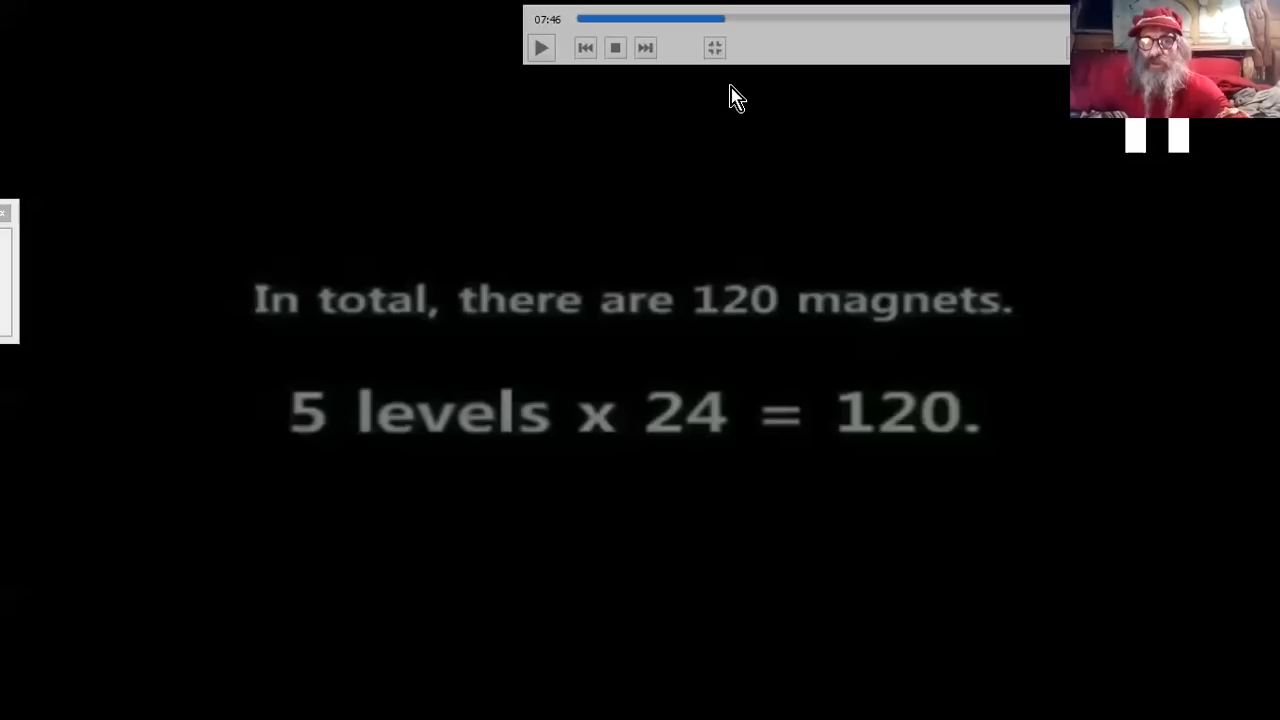 07:46
x
In total, there are 120 magnets.
5 levels x 24 = 120.